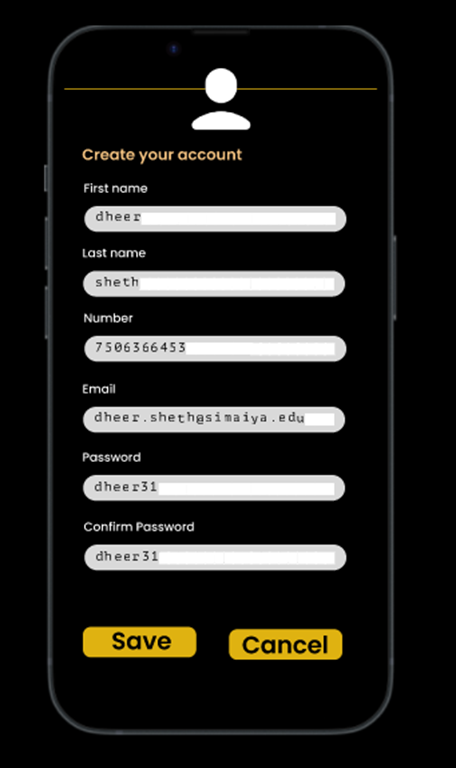 Create your account
First name
dheer
Last name
sheth
Number
7506366453
Email
dheer.sheth@simaiya.edu
Password
dheer31
Confirm Password
dheer31
Save Cancel